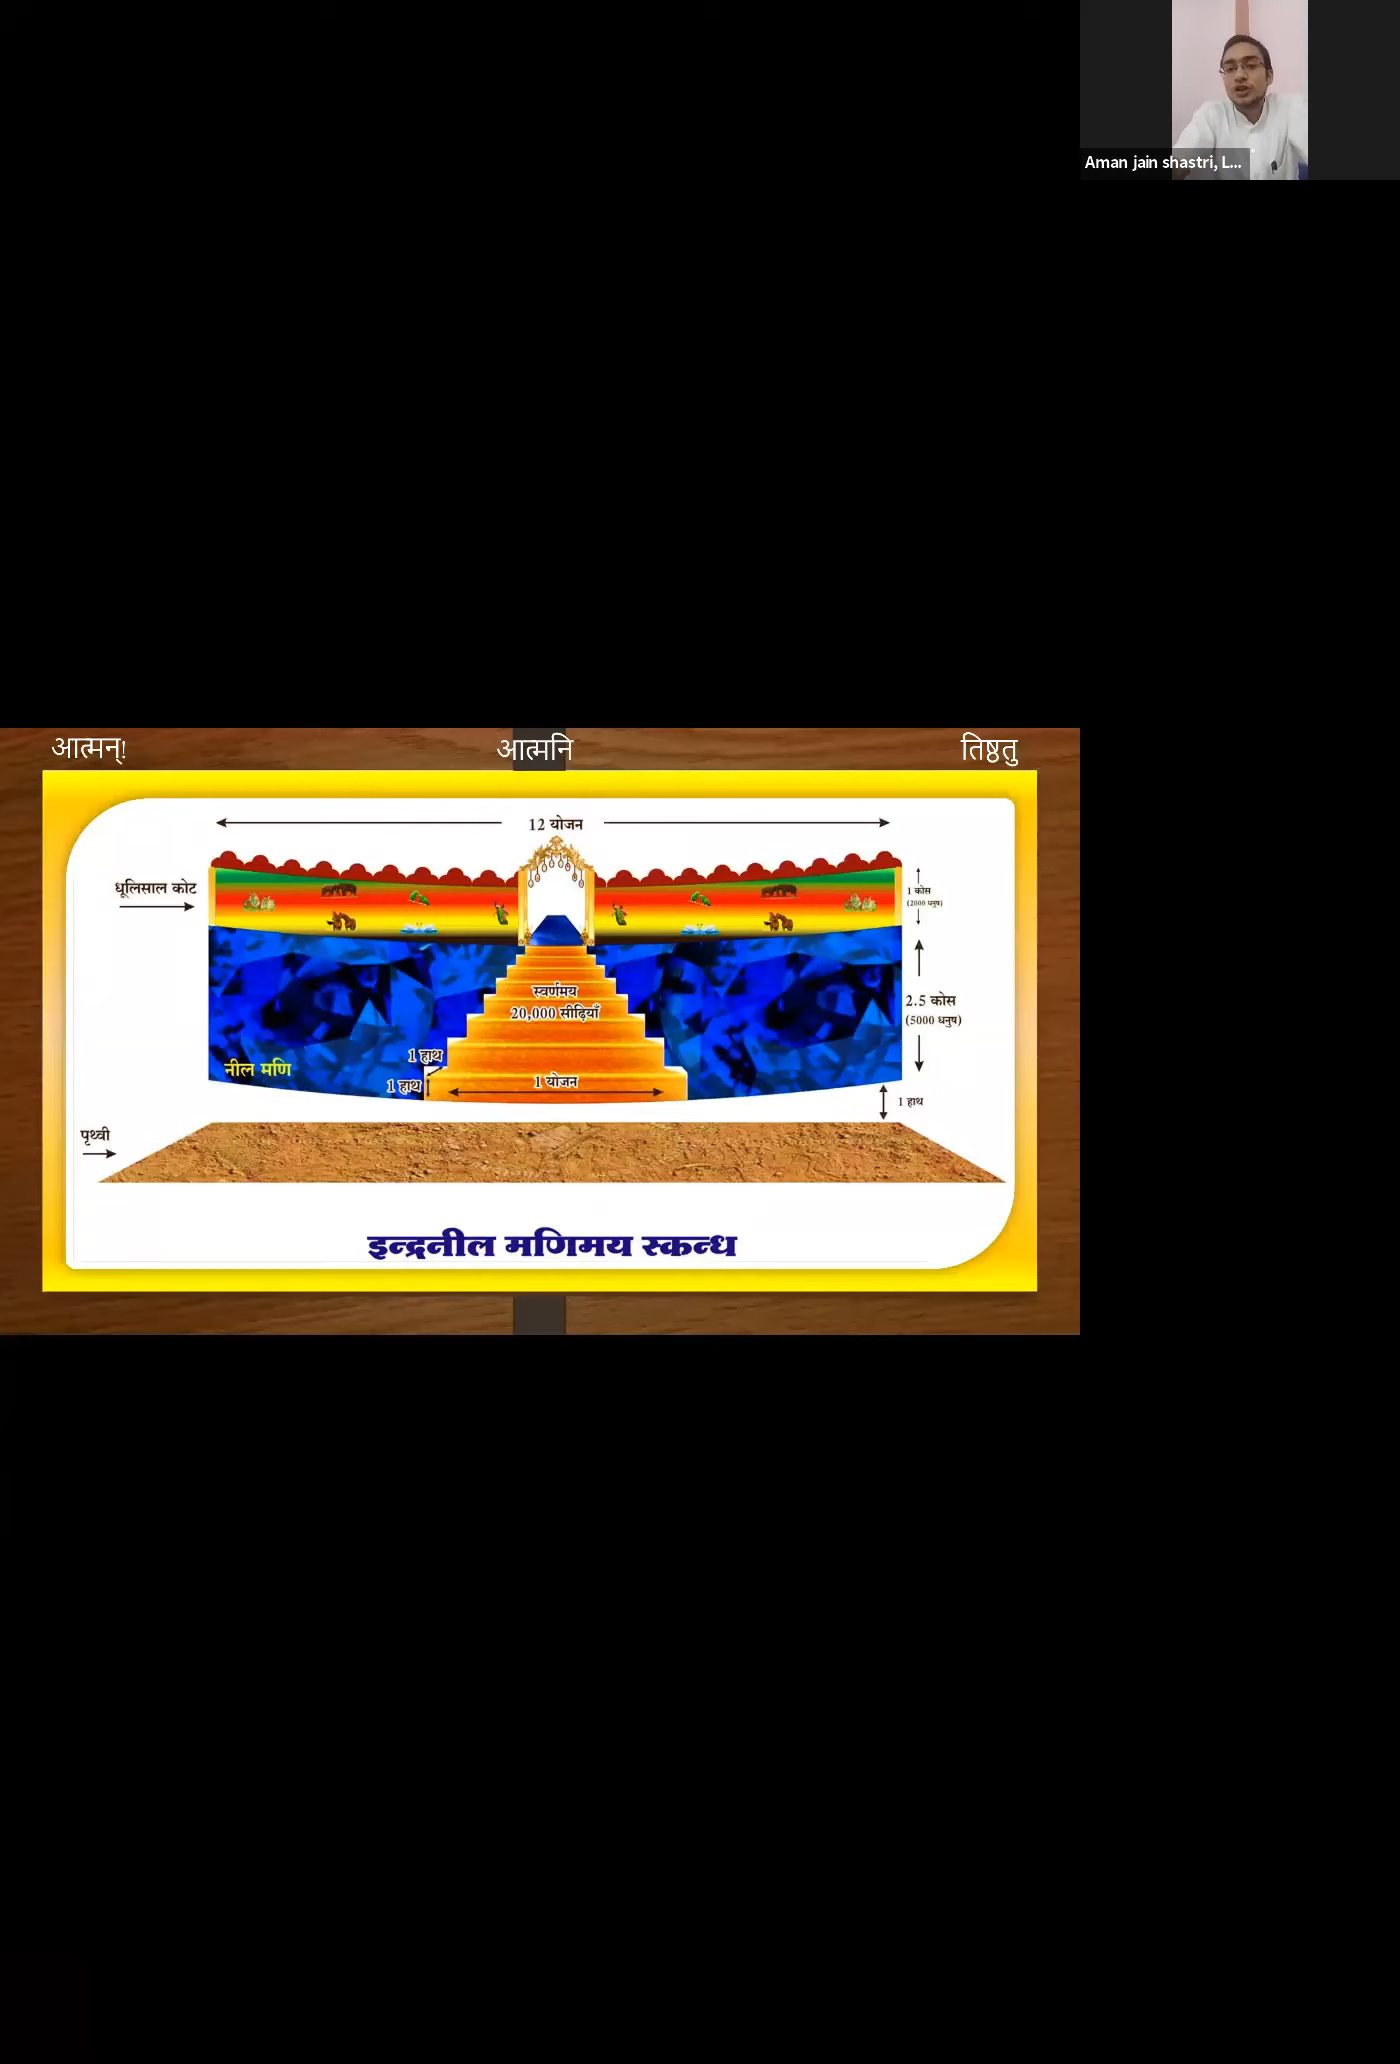 Aman jain shastri, L...
आत्मन्! आत्मनि तिष्ठतु
12 योजन
धूलिसाल कोट
1 कोस
(2000 धनुष)
स्वर्णमय
20,000 सीढ़ियाँ
2.5 कोस
(5000 धनुष)
नील मणि
1 हाथ
1 हाथ
1 योजन
1 हाथ
पृथ्वी
इन्द्रनील मणिमय स्कन्ध